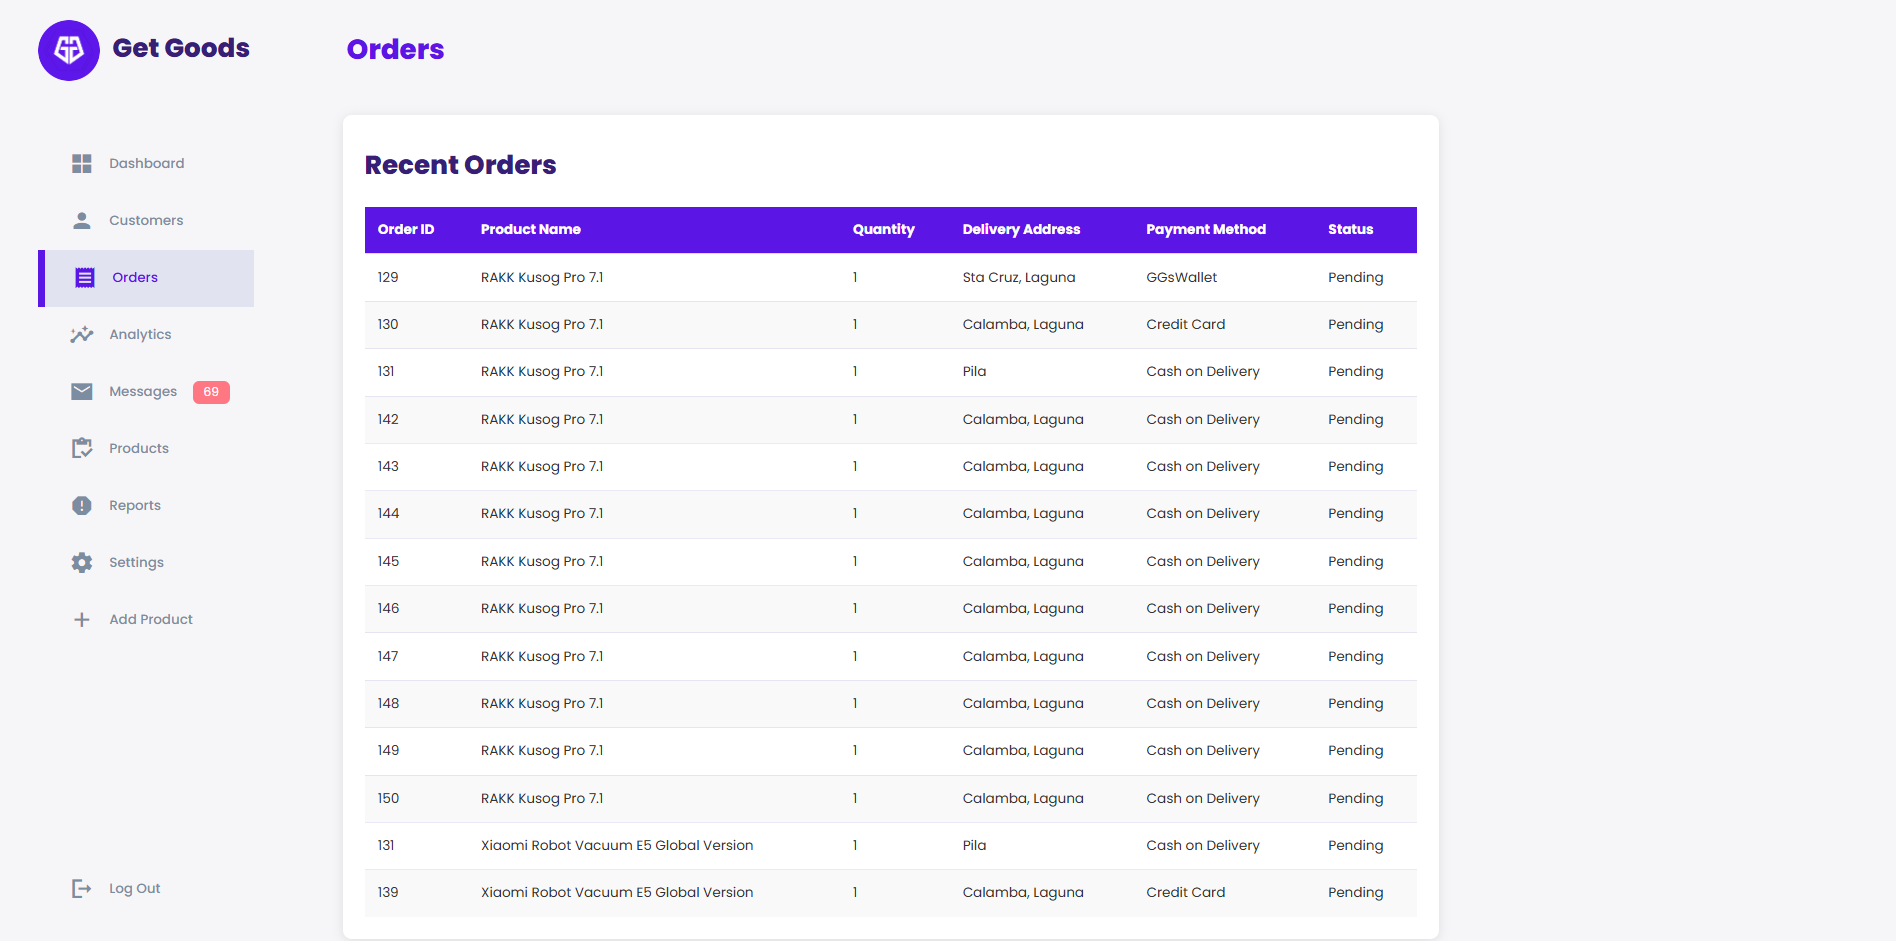 Get Goods
Orders
Dashboard
Customers
Orders
Analytics
Messages 69
Products
Reports
Settings
Add Product
Log Out
Recent Orders
Order ID Product Name Quantity Delivery Address Payment Method Status
129 RAKK Kusog Pro 7.1 1 Sta Cruz, Laguna GGsWallet Pending
130 RAKK Kusog Pro 7.1 1 Calamba, Laguna Credit Card Pending
131 RAKK Kusog Pro 7.1 1 Pila Cash on Delivery Pending
142 RAKK Kusog Pro 7.1 1 Calamba, Laguna Cash on Delivery Pending
143 RAKK Kusog Pro 7.1 1 Calamba, Laguna Cash on Delivery Pending
144 RAKK Kusog Pro 7.1 1 Calamba, Laguna Cash on Delivery Pending
145 RAKK Kusog Pro 7.1 1 Calamba, Laguna Cash on Delivery Pending
146 RAKK Kusog Pro 7.1 1 Calamba, Laguna Cash on Delivery Pending
147 RAKK Kusog Pro 7.1 1 Calamba, Laguna Cash on Delivery Pending
148 RAKK Kusog Pro 7.1 1 Calamba, Laguna Cash on Delivery Pending
149 RAKK Kusog Pro 7.1 1 Calamba, Laguna Cash on Delivery Pending
150 RAKK Kusog Pro 7.1 1 Calamba, Laguna Cash on Delivery Pending
131 Xiaomi Robot Vacuum E5 Global Version 1 Pila Cash on Delivery Pending
139 Xiaomi Robot Vacuum E5 Global Version 1 Calamba, Laguna Credit Card Pending